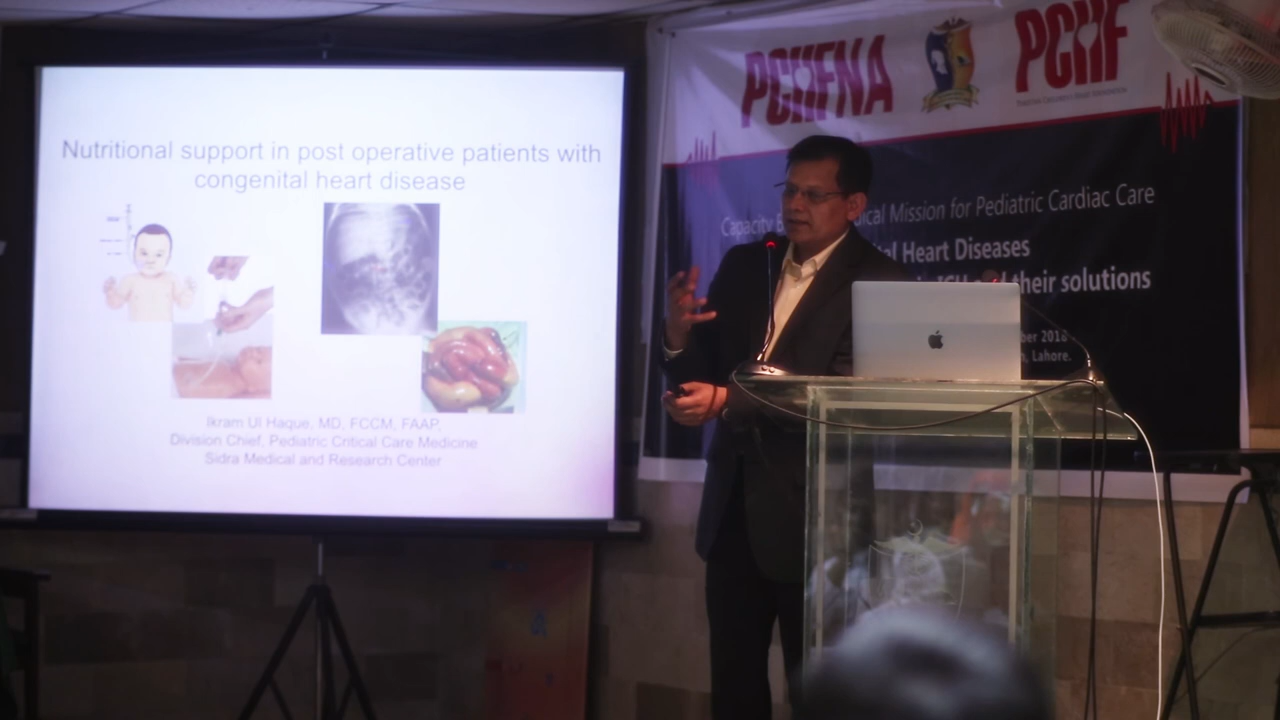 Nutritional support in post operative patients with
congenital heart disease
Ikram Ul Haque, MD, FCCM, FAAP,
Division Chief, Pediatric Critical Care Medicine
Sidra Medical and Research Center
PCHFNA
PCHF
Capacity
Mission for Pediatric Cardiac Care
Heart Diseases
their solutions
2018
Lahore.